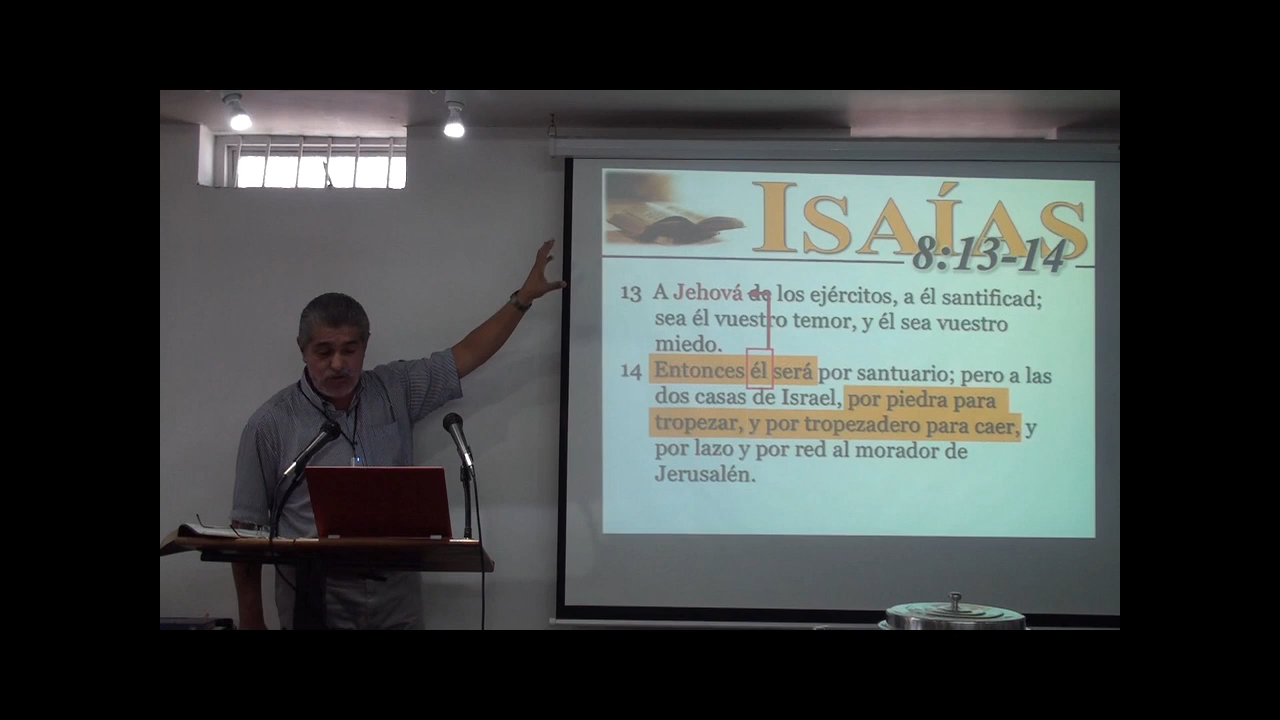 ISAÍAS
8:13-14
13 A Jehová de los ejércitos, a él santificad;
sea él vuestro temor, y él sea vuestro
miedo.
14 Entonces él será por santuario; pero a las
dos casas de Israel, por piedra para
tropezar, y por tropezadero para caer, y
por lazo y por red al morador de
Jerusalén.